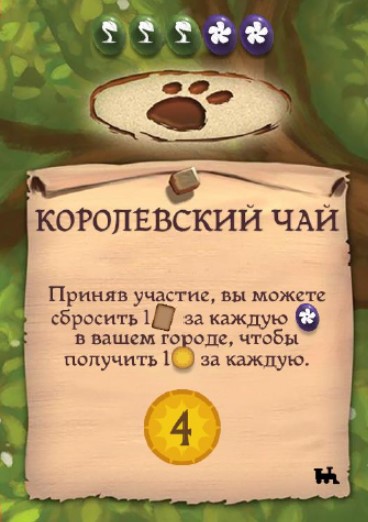 КОРОЛЕВСКИЙ ЧАЙ
Приняв участие, вы можете
сбросить 1 за каждую
в вашем городе, чтобы
получить 1 за каждую.
4